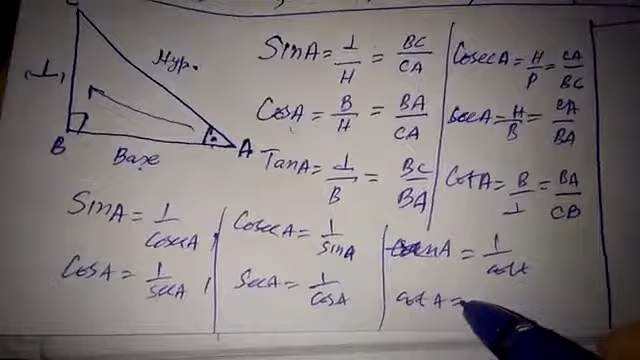 C
(⊥)
Hyp.
B
Base
A
SinA = ⊥/H = BC/CA
CosA = B/H = BA/CA
TanA = ⊥/B = BC/BA
CosecA = H/P = CA/BC
SecA = H/B = CA/BA
CotA = B/⊥ = BA/CB
SinA = 1/CosecA,
CosA = 1/SecA,
CosecA = 1/SinA
SecA = 1/CosA
A = 1/cot
cot A =